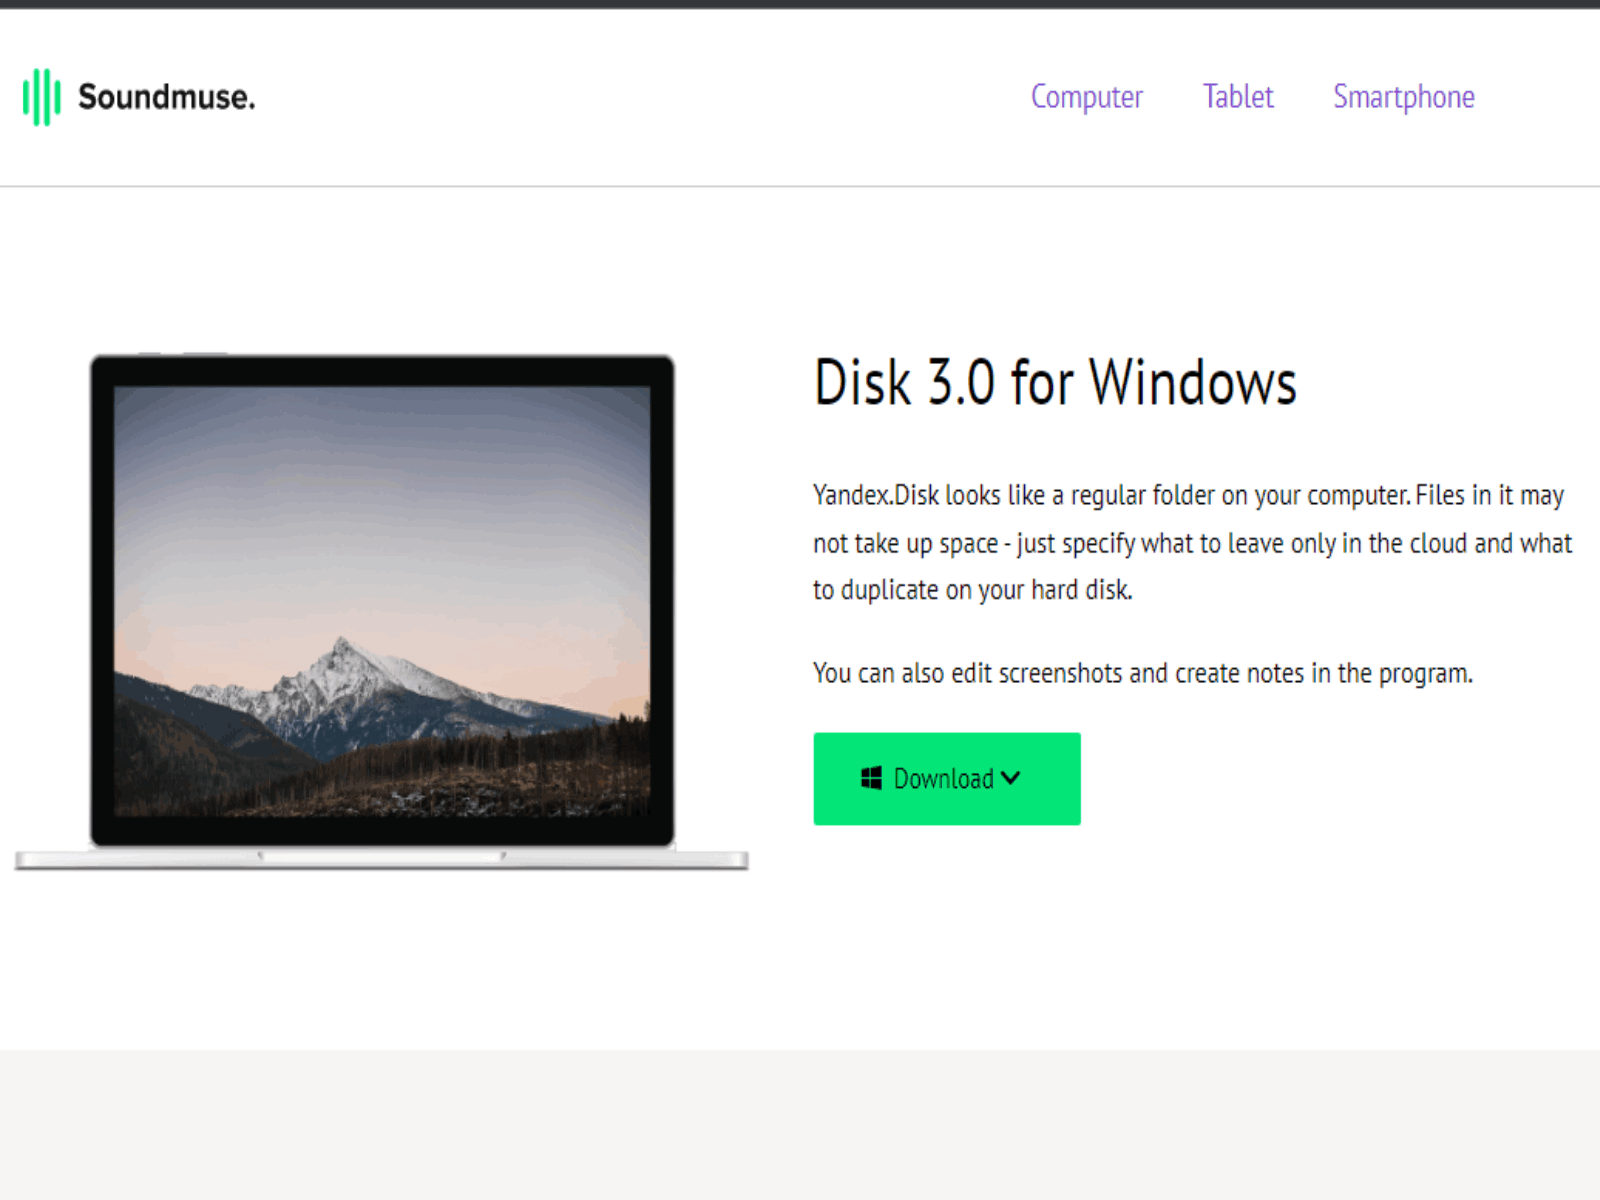 Soundmuse.
Computer
Tablet
Smartphone
Disk 3.0 for Windows
Yandex.Disk looks like a regular folder on your computer. Files in it may
not take up space - just specify what to leave only in the cloud and what
to duplicate on your hard disk.
You can also edit screenshots and create notes in the program.
Download